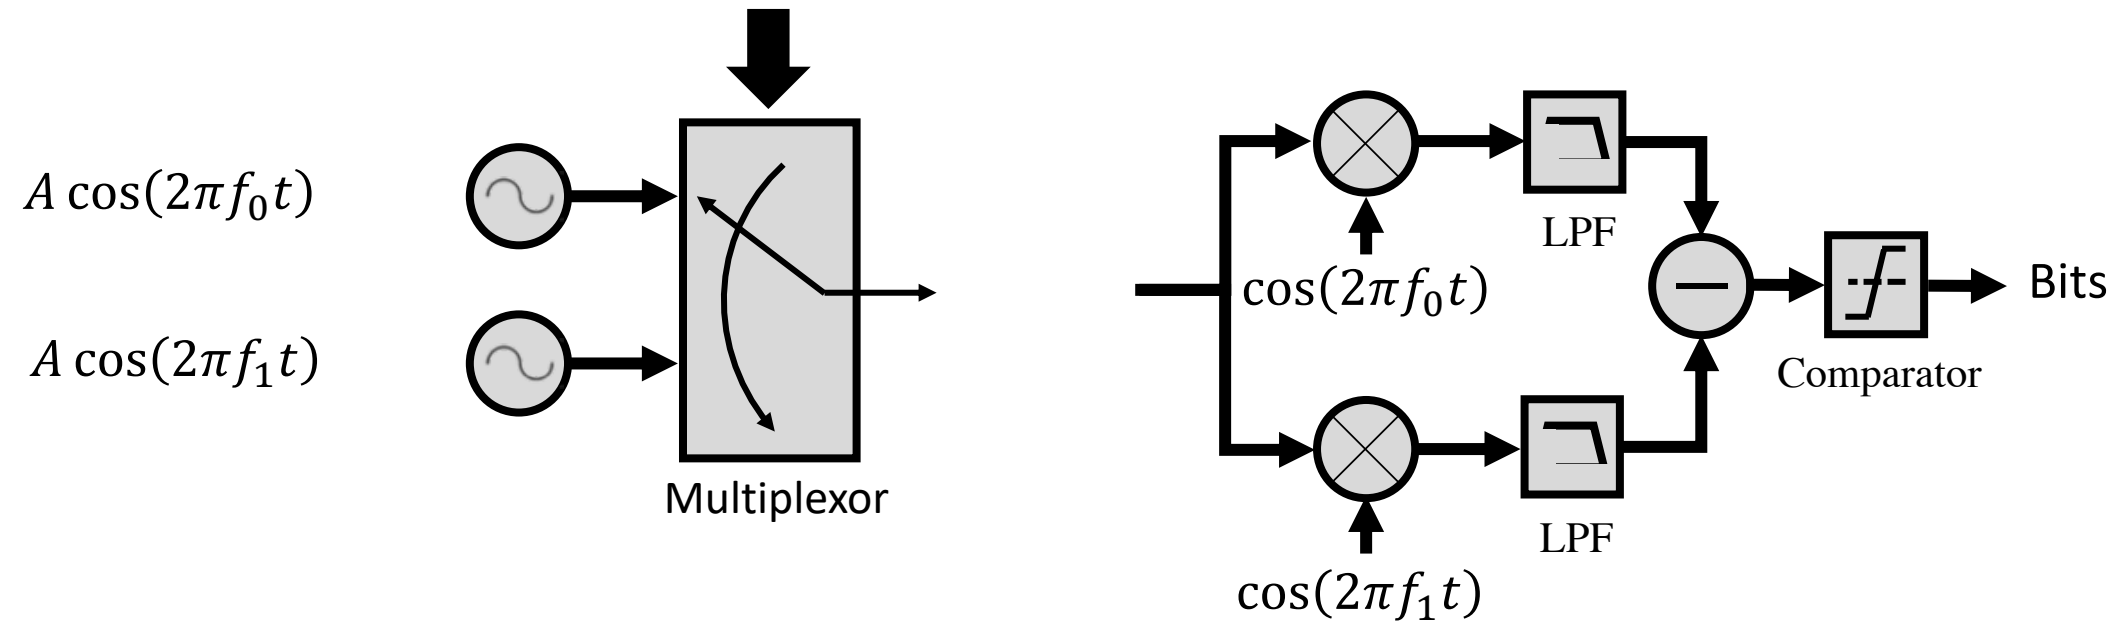 A cos(2πf₀t)
A cos(2πf₁t)
Multiplexor
cos(2πf₀t)
LPF
Bits
Comparator
LPF
cos(2πf₁t)